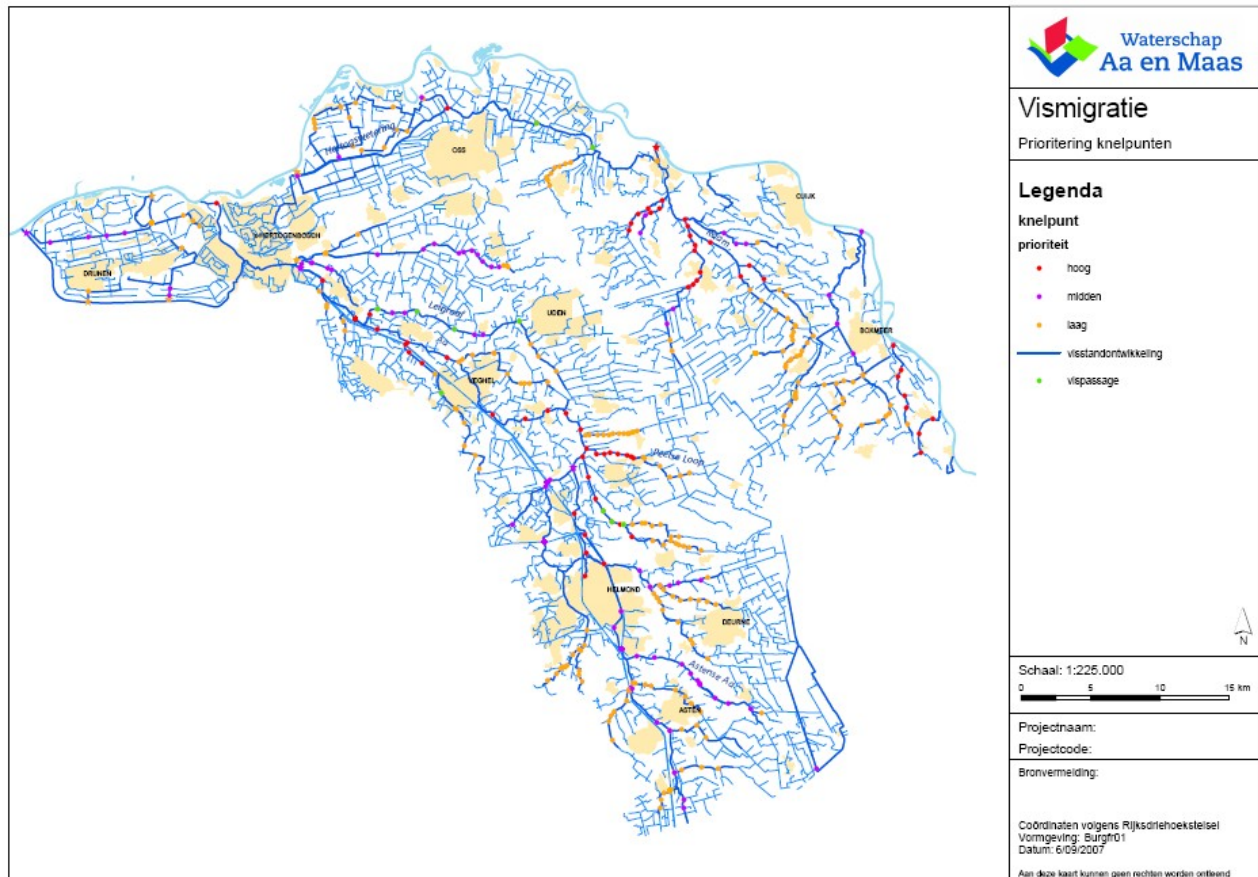 Waterschap
Aa en Maas
Vismigratie
Prioritering knelpunten
Legenda
knelpunt
prioriteit
hoog
midden
laag
visstandontwikkeling
vispassage
N
Schaal: 1:225.000
0 5 10 15 km
Projectnaam:
Projectcode:
Bronvermelding:
Coördinaten volgens Rijksdriehoekstelsel
Vormgeving: Burgfr01
Datum: 6/09/2007
Aan deze kaart kunnen geen rechten worden ontleend
Hertogswetering
OSS
CUIJK
'S-HERTOGENBOSCH
Raam
DRUNEN
Leigraaf
UDEN
BOXMEER
Aa
VEGHEL
Peelse Loop
HELMOND
DEURNE
Astense Aa
ASTEN